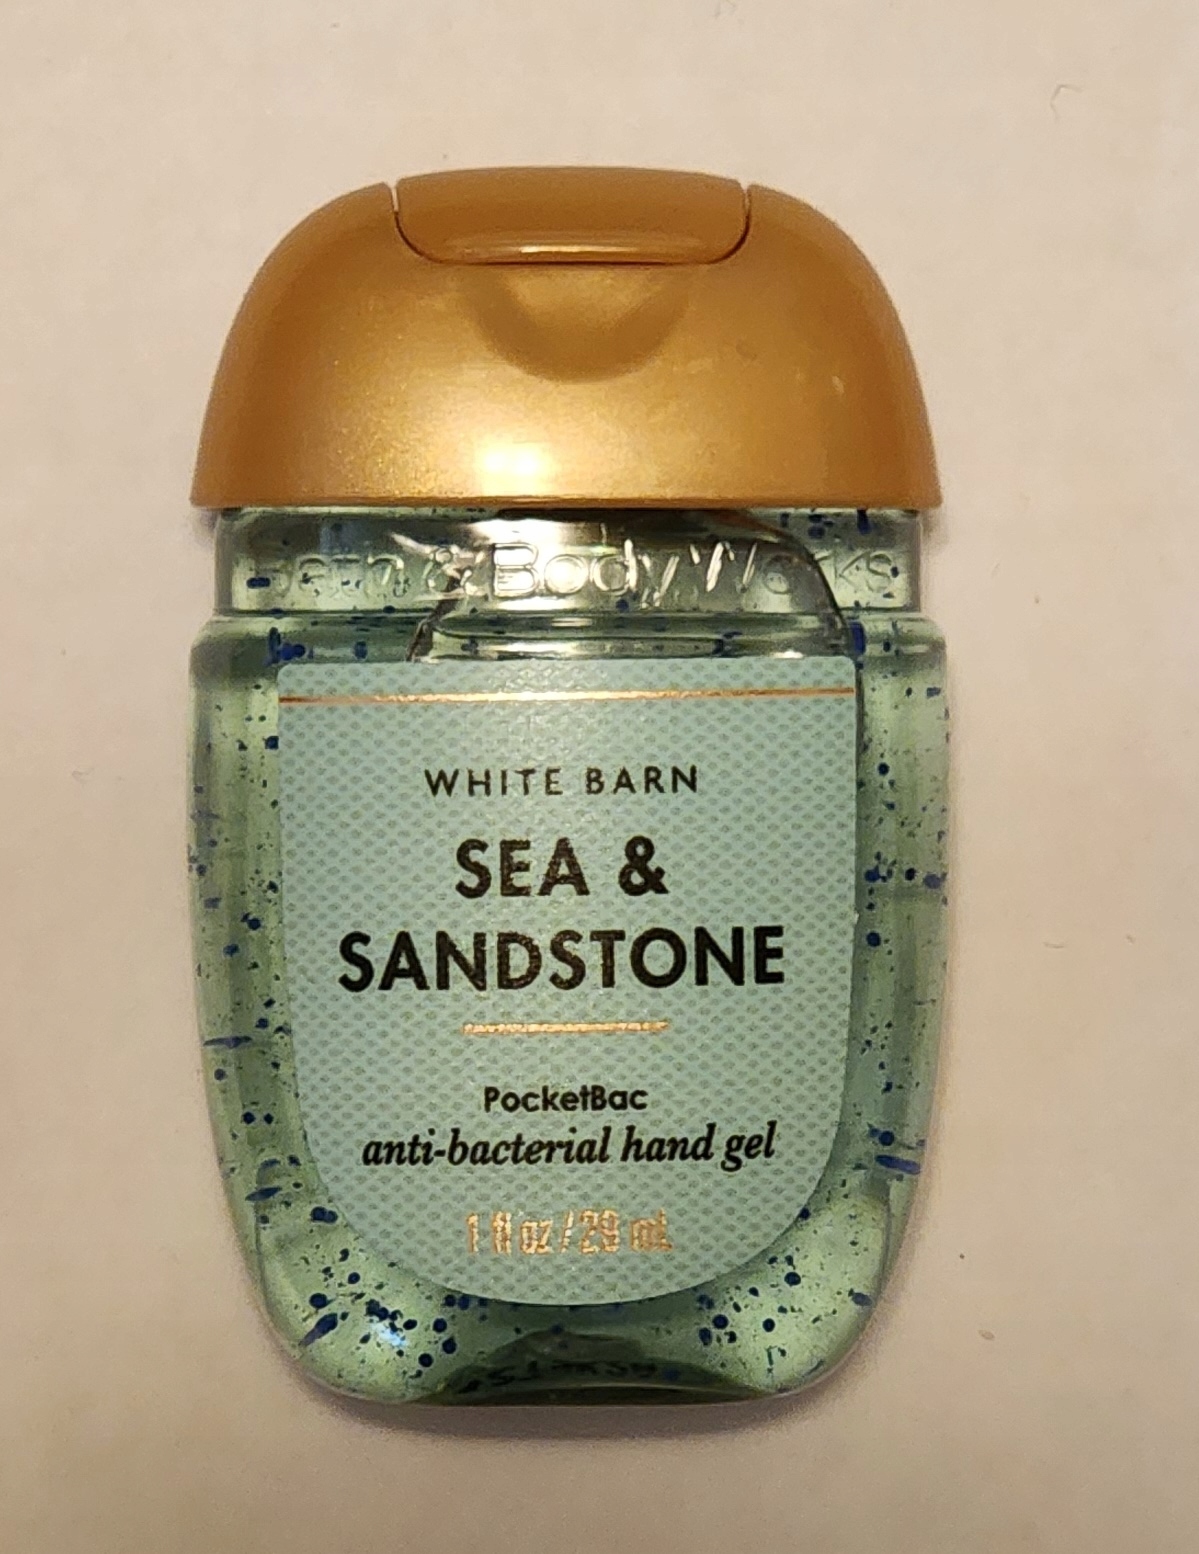 Bath & Body Works
WHITE BARN
SEA &
SANDSTONE
PocketBac
anti-bacterial hand gel
1 fl oz / 29 mL